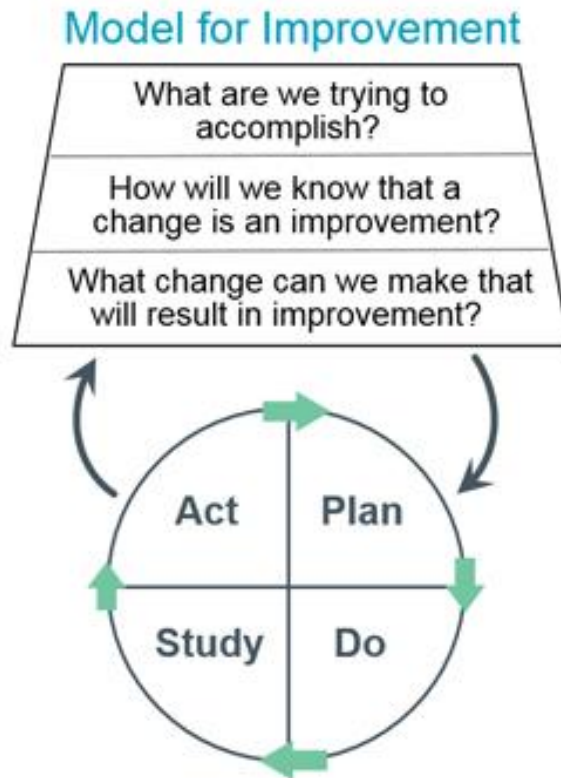 Model for Improvement
What are we trying to
accomplish?
How will we know that a
change is an improvement?
What change can we make that
will result in improvement?
Act
Plan
Study
Do